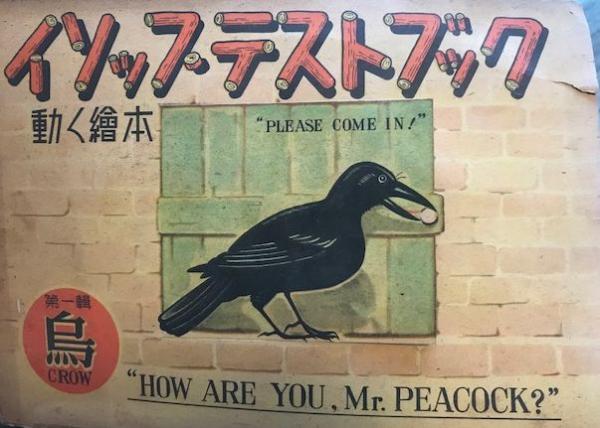 イソップ・テストブック
動く繪本
"PLEASE COME IN!"
第一輯
烏
CROW
"HOW ARE YOU, Mr. PEACOCK?"